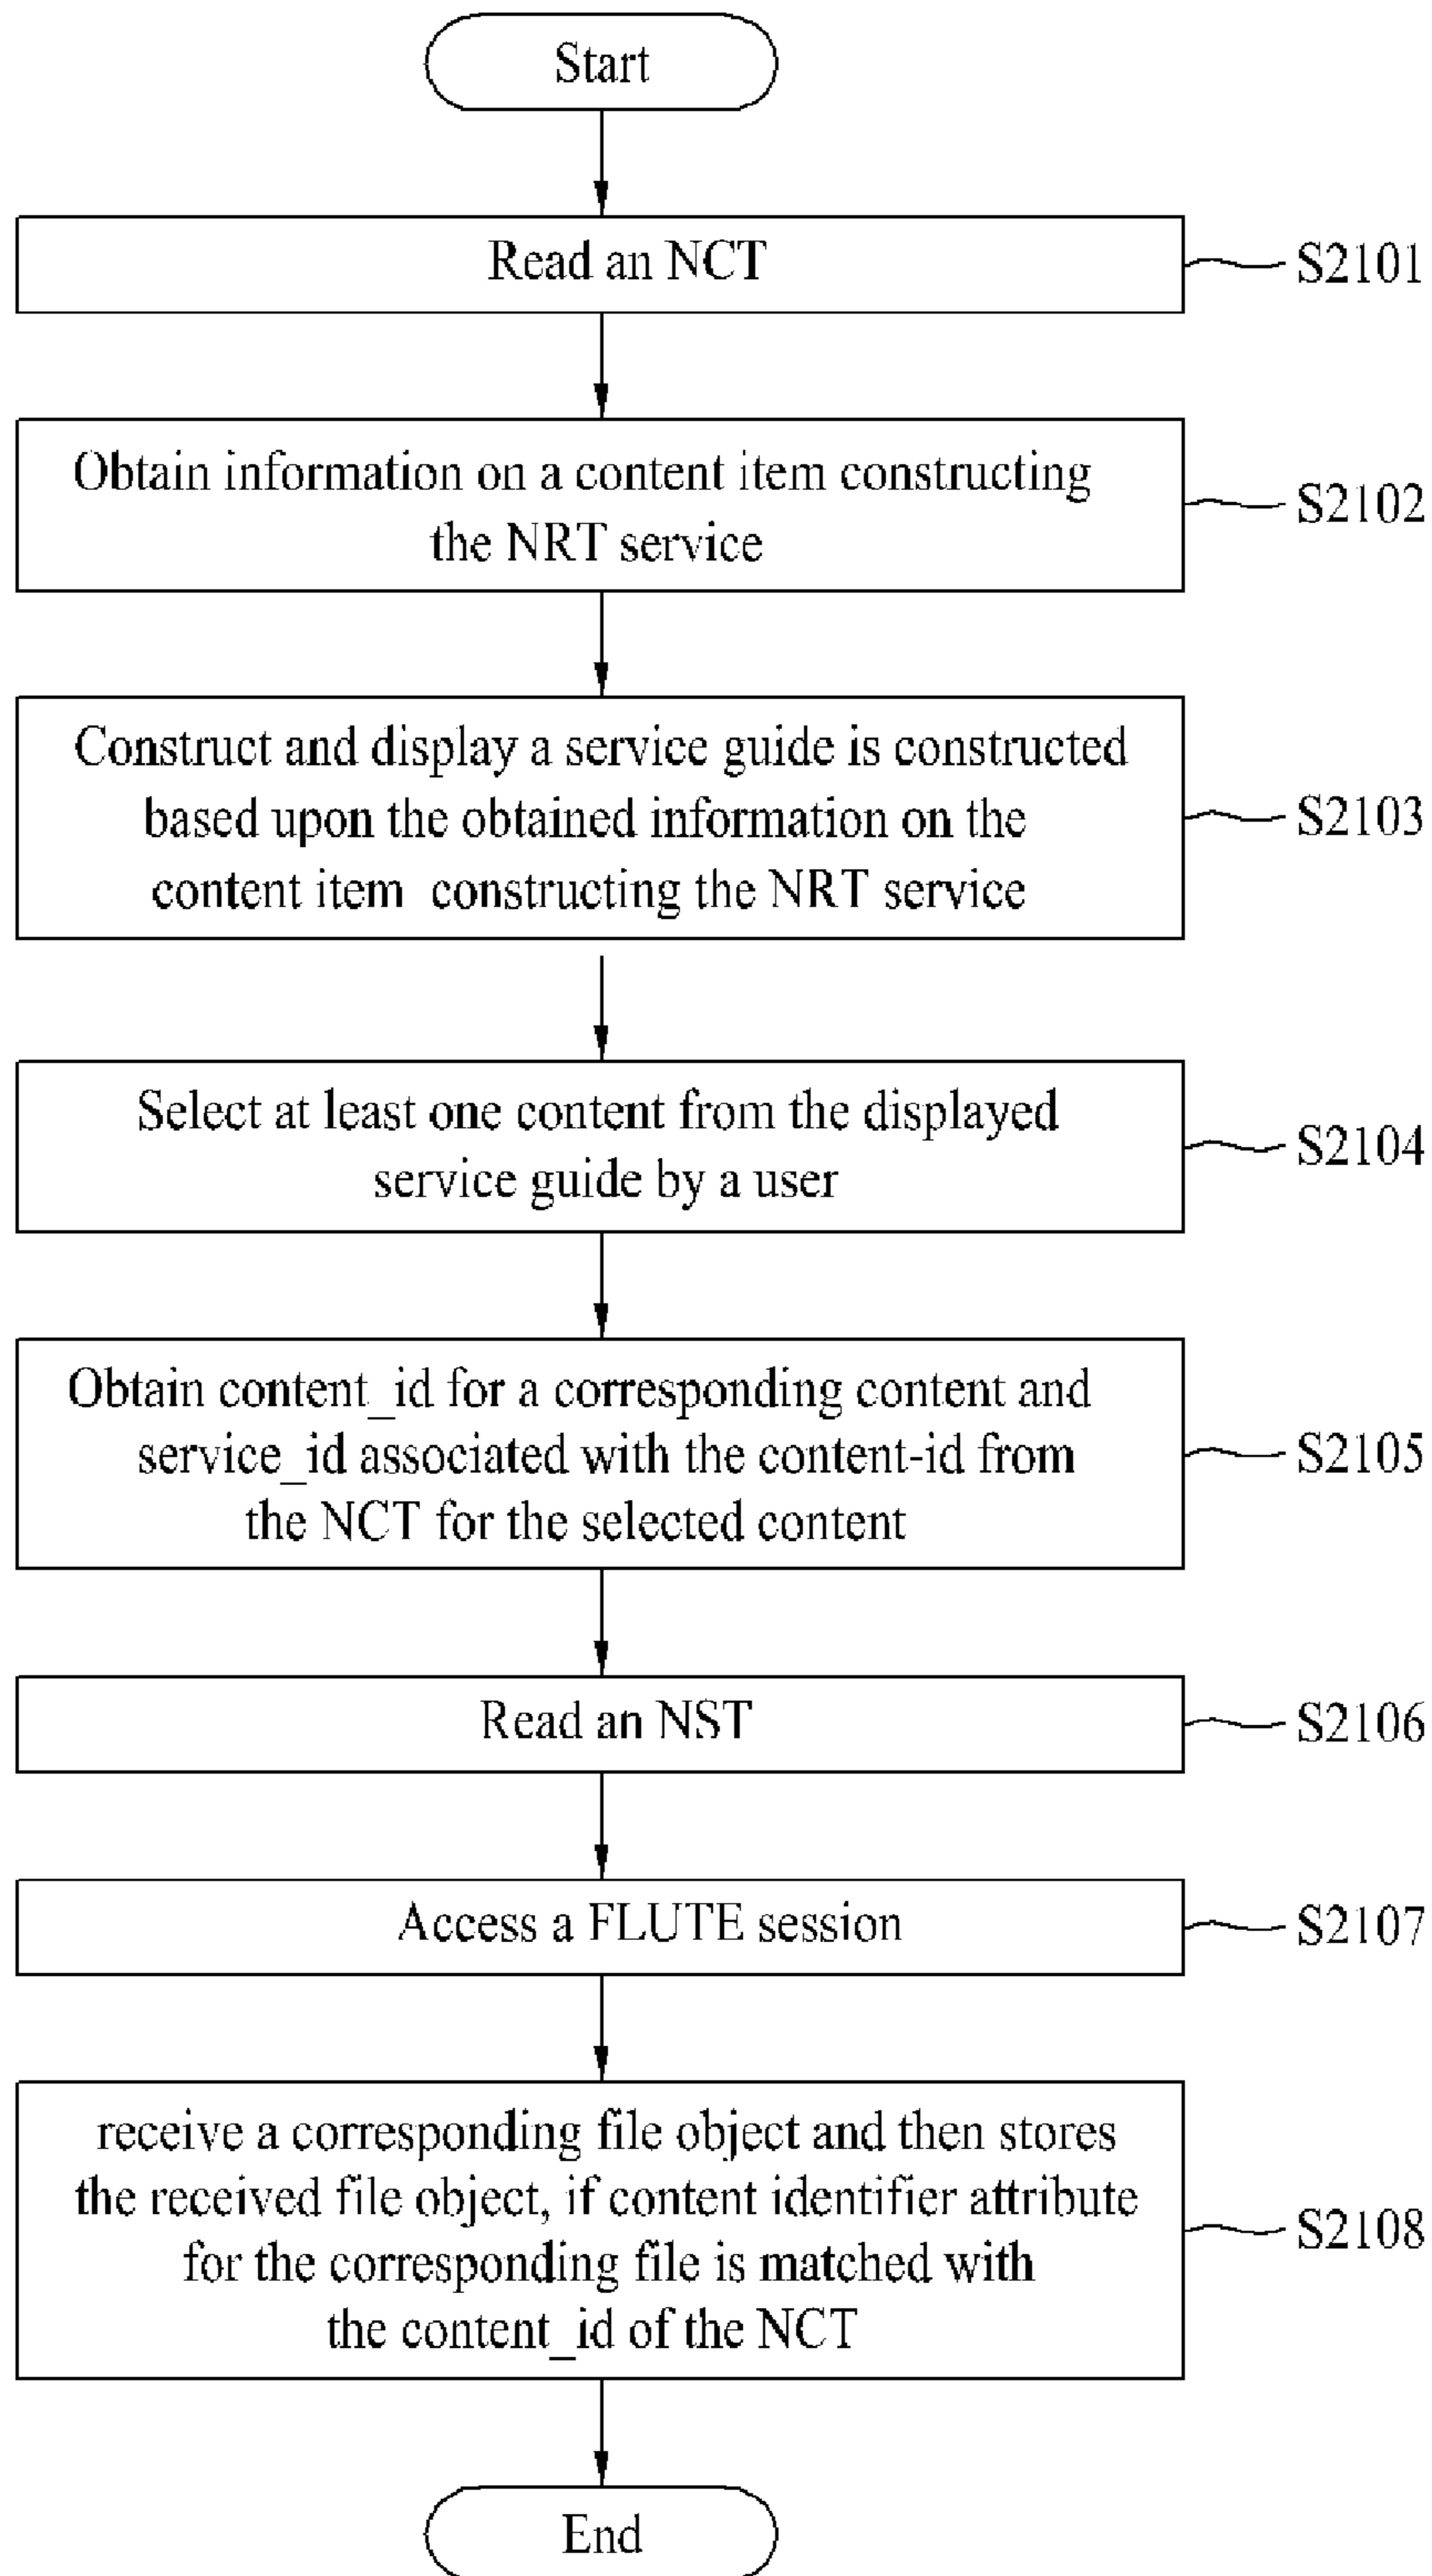 Start
Read an NCT
S2101
Obtain information on a content item constructing
the NRT service
S2102
Construct and display a service guide is constructed
based upon the obtained information on the
content item constructing the NRT service
S2103
Select at least one content from the displayed
service guide by a user
S2104
Obtain content_id for a corresponding content and
service_id associated with the content-id from
the NCT for the selected content
S2105
Read an NST
S2106
Access a FLUTE session
S2107
receive a corresponding file object and then stores
the received file object, if content identifier attribute
for the corresponding file is matched with
the content_id of the NCT
S2108
End